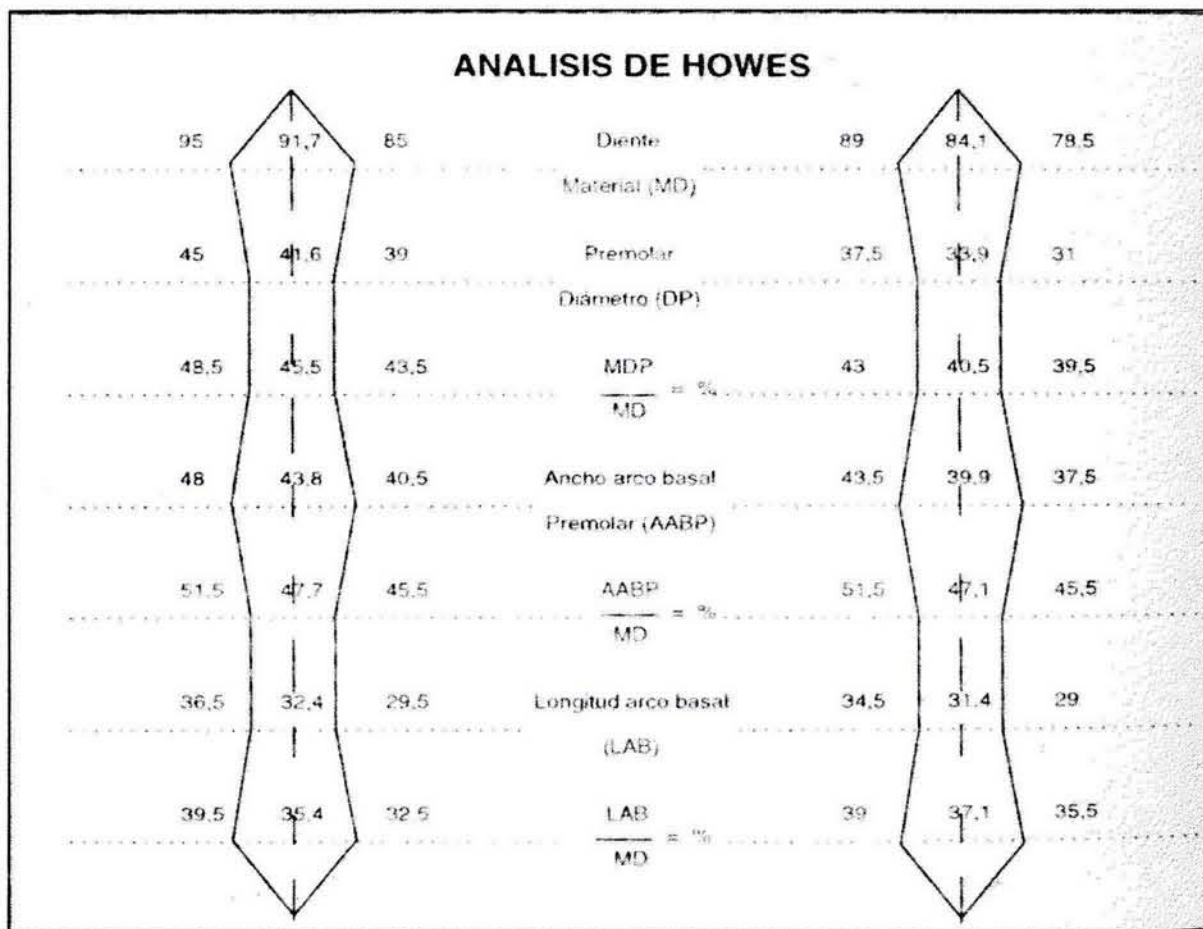 ANALISIS DE HOWES
95 91,7 85 Diente 89 84,1 78,5
Material (MD)
45 41,6 39 Premolar 37,5 33,9 31
Diámetro (DP)
48,5 45,5 43,5 MDP 43 40,5 39,5
= %
MD
48 43,8 40,5 Ancho arco basal 43,5 39,9 37,5
Premolar (AABP)
51,5 47,7 45,5 AABP 51,5 47,1 45,5
= %
MD
36,5 32,4 29,5 Longitud arco basal 34,5 31,4 29
(LAB)
39,5 35,4 32,5 LAB 39 37,1 35,5
= %
MD